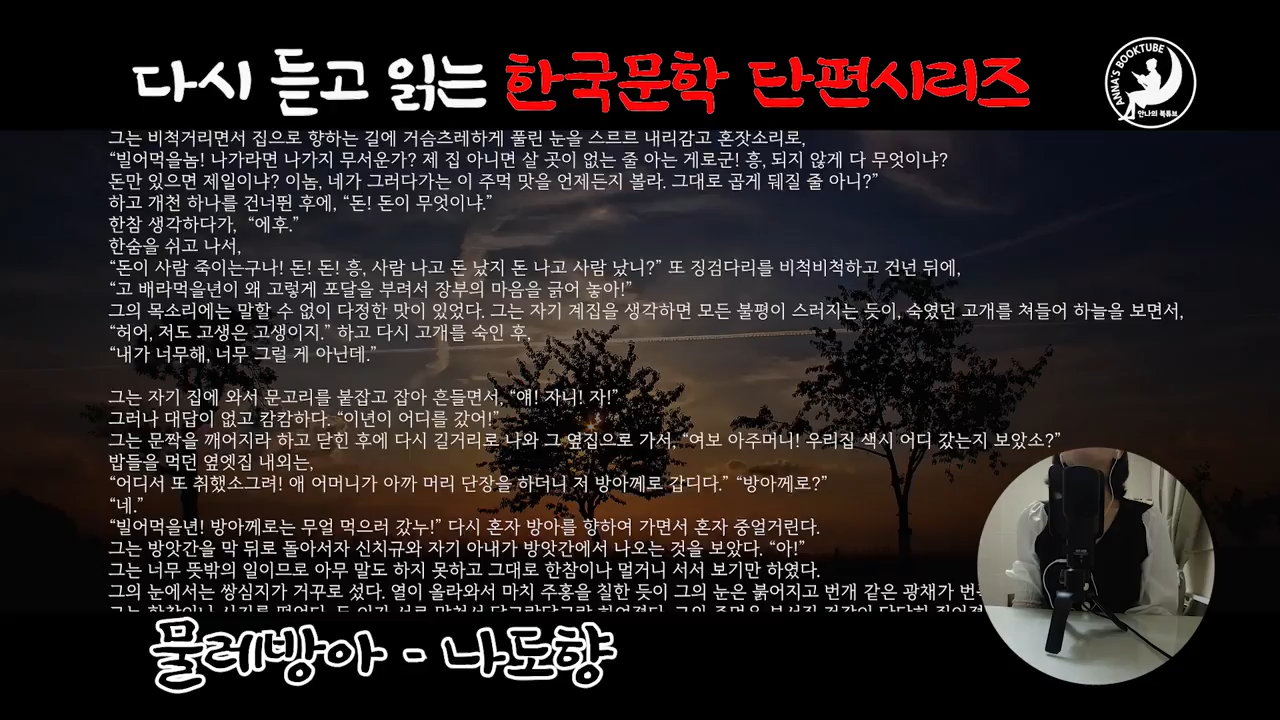 다시 듣고 읽는 한국문학 단편시리즈
ANNA'S BOOKTUBE
안나의 북튜브
그는 비척거리면서 집으로 향하는 길에 거슴츠레하게 풀린 눈을 스르르 내리감고 혼잣소리로,
“빌어먹을놈! 나가라면 나가지 무서운가? 제 집 아니면 살 곳이 없는 줄 아는 게로군! 흥, 되지 않게 다 무엇이냐?
돈만 있으면 제일이냐? 이놈, 네가 그러다가는 이 주먹 맛을 언제든지 볼라. 그대로 곱게 뒈질 줄 아니?”
하고 개천 하나를 건너뛴 후에, “돈! 돈이 무엇이냐.”
한참 생각하다가, “에후.”
한숨을 쉬고 나서,
“돈이 사람 죽이는구나! 돈! 돈! 흥, 사람 나고 돈 났지 돈 나고 사람 났니?” 또 징검다리를 비척비척하고 건넌 뒤에,
“고 배라먹을년이 왜 고렇게 포달을 부려서 장부의 마음을 긁어 놓아!”
그의 목소리에는 말할 수 없이 다정한 맛이 있었다. 그는 자기 계집을 생각하면 모든 불평이 스러지는 듯이, 숙였던 고개를 쳐들어 하늘을 보면서,
“허어, 저도 고생은 고생이지.” 하고 다시 고개를 숙인 후,
“내가 너무해, 너무 그럴 게 아닌데.”
그는 자기 집에 와서 문고리를 붙잡고 잡아 흔들면서, “얘! 자니! 자!”
그러나 대답이 없고 캄캄하다. “이년이 어디를 갔어!”
그는 문짝을 깨어지라 하고 닫힌 후에 다시 길거리로 나와 그 옆집으로 가서, “여보 아주머니! 우리집 색시 어디 갔는지 보았소?”
밥들을 먹던 옆엣집 내외는,
“어디서 또 취했소그려! 애 어머니가 아까 머리 단장을 하더니 저 방아께로 갑디다.” “방아께로?”
“네.”
“빌어먹을년! 방아께로는 무얼 먹으러 갔누!” 다시 혼자 방아를 향하여 가면서 혼자 중얼거린다.
그는 방앗간을 막 뒤로 돌아서자 신치규와 자기 아내가 방앗간에서 나오는 것을 보았다. “아!”
그는 너무 뜻밖의 일이므로 아무 말도 하지 못하고 그대로 한참이나 멀거니 서서 보기만 하였다.
그의 눈에서는 쌍심지가 거꾸로 섰다. 열이 올라와서 마치 주홍을 칠한 듯이 그의 눈은 붉어지고 번개 같은 광채가
물레방아 - 나도향